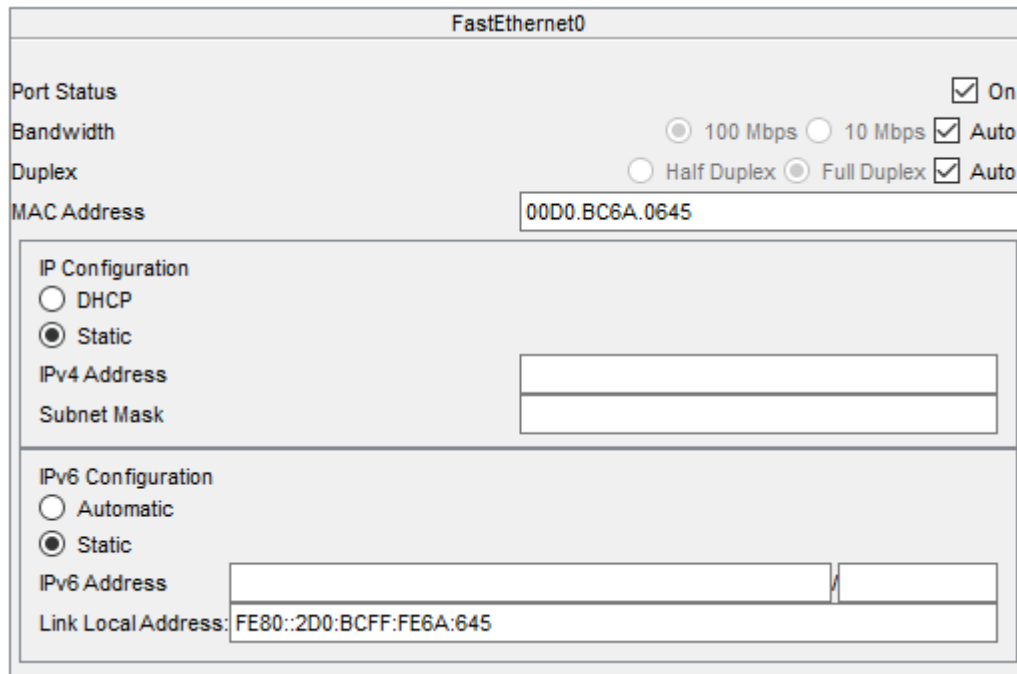 FastEthernet0
Port Status On
Bandwidth 100 Mbps 10 Mbps Auto
Duplex Half Duplex Full Duplex Auto
MAC Address 00D0.BC6A.0645
IP Configuration
DHCP
Static
IPv4 Address
Subnet Mask
IPv6 Configuration
Automatic
Static
IPv6 Address /
Link Local Address: FE80::2D0:BCFF:FE6A:645